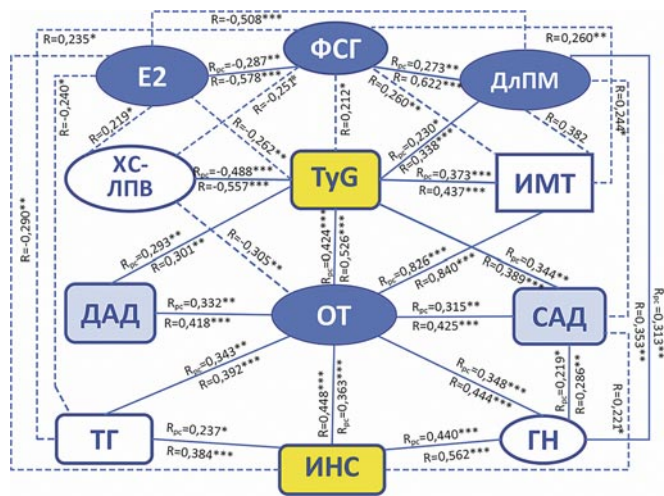 R=-0,508***
R=0,235*
ФСГ
R=0,260**
E2
Rpc=-0,287**
R=-0,578***
Rpc=0,273**
R= 0,622***
ДлПМ
R=-0,240*
R=0,219*
R=-0,251*
R=0,212*
R=0,260**
R=0,382
R=0,244*
R=-0,262**
Rpc=0,230*
R=0,338***
ХС-
ЛПВ
Rpc=-0,488***
R=-0,557***
TyG
Rpc=0,373***
R=0,437***
ИМТ
R=-0,290**
Rpc=0,293**
R=0,301**
R=-0,305**
Rpc=0,424***
R=0,526***
Rpc=0,826***
R=0,840***
Rpc=0,344**
R=0,389***
Rpc=0,313**
R=0,353**
ДАД
Rpc=0,332**
R=0,418***
ОТ
Rpc=0,315**
R=0,425***
САД
Rpc=0,343**
R=0,392***
R=0,448***
Rpc=0,363***
Rpc=0,348***
R=0,444***
Rpc=0,219*
R=0,286**
R=0,221*
ТГ
Rpc=0,237*
R=0,384***
ИНС
Rpc=0,440***
R=0,562***
ГН